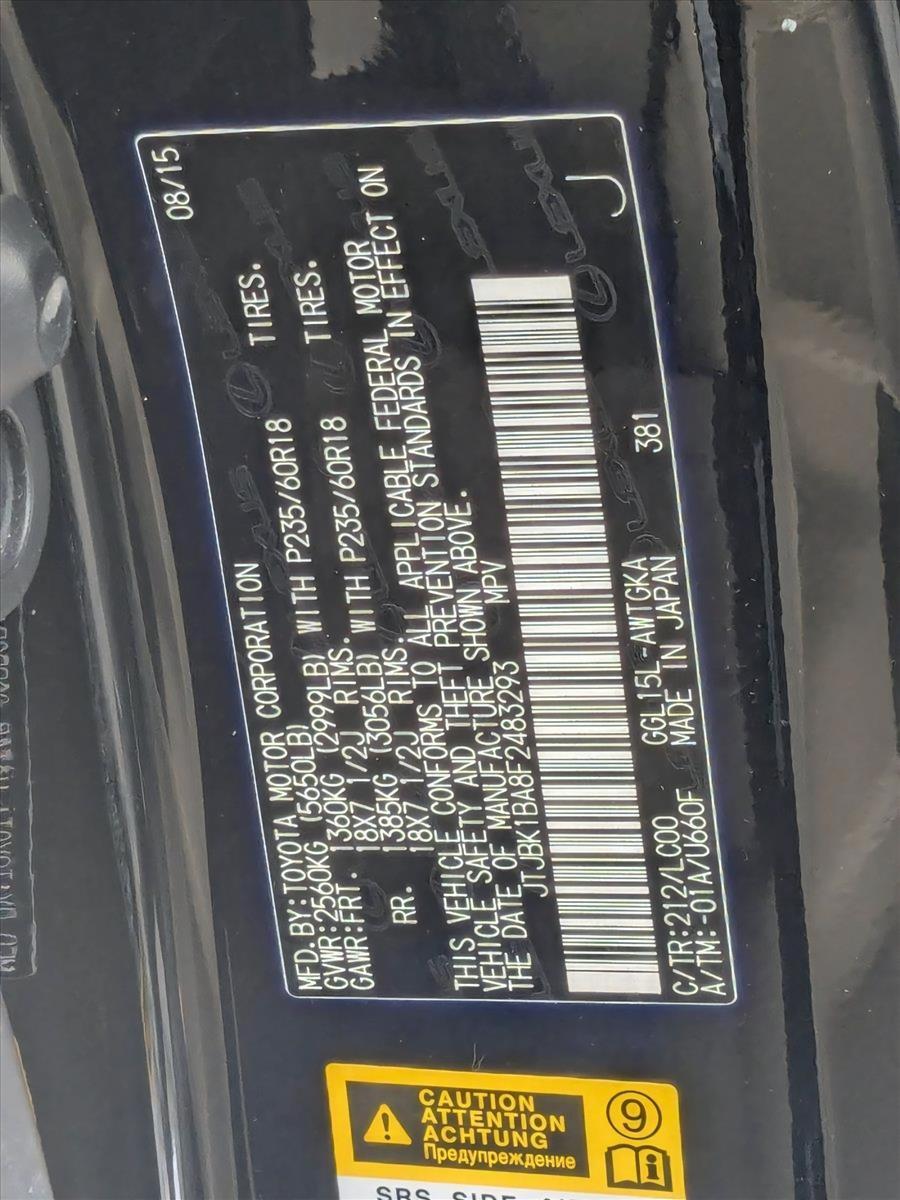 MFD.BY:TOYOTA MOTOR CORPORATION 08/15
GVWR:2560KG (5650LB)
GAWR:FRT. 1360KG (2999LB) WITH P235/60R18 TIRES.
18X7 1/2J RIMS.
RR. 1385KG (3056LB) WITH P235/60R18 TIRES.
18X7 1/2J RIMS.
THIS VEHICLE CONFORMS TO ALL APPLICABLE FEDERAL MOTOR
VEHICLE SAFETY AND THEFT PREVENTION STANDARDS IN EFFECT ON
THE DATE OF MANUFACTURE SHOWN ABOVE.
JTJBK1BA8F2483293 MPV
C/TR:212/LC00 GGL15L-AWTGKA 381
A/TM:-01A/U660F MADE IN JAPAN
J
CAUTION
ATTENTION
ACHTUNG
Предупреждение
9
SRS SIDE